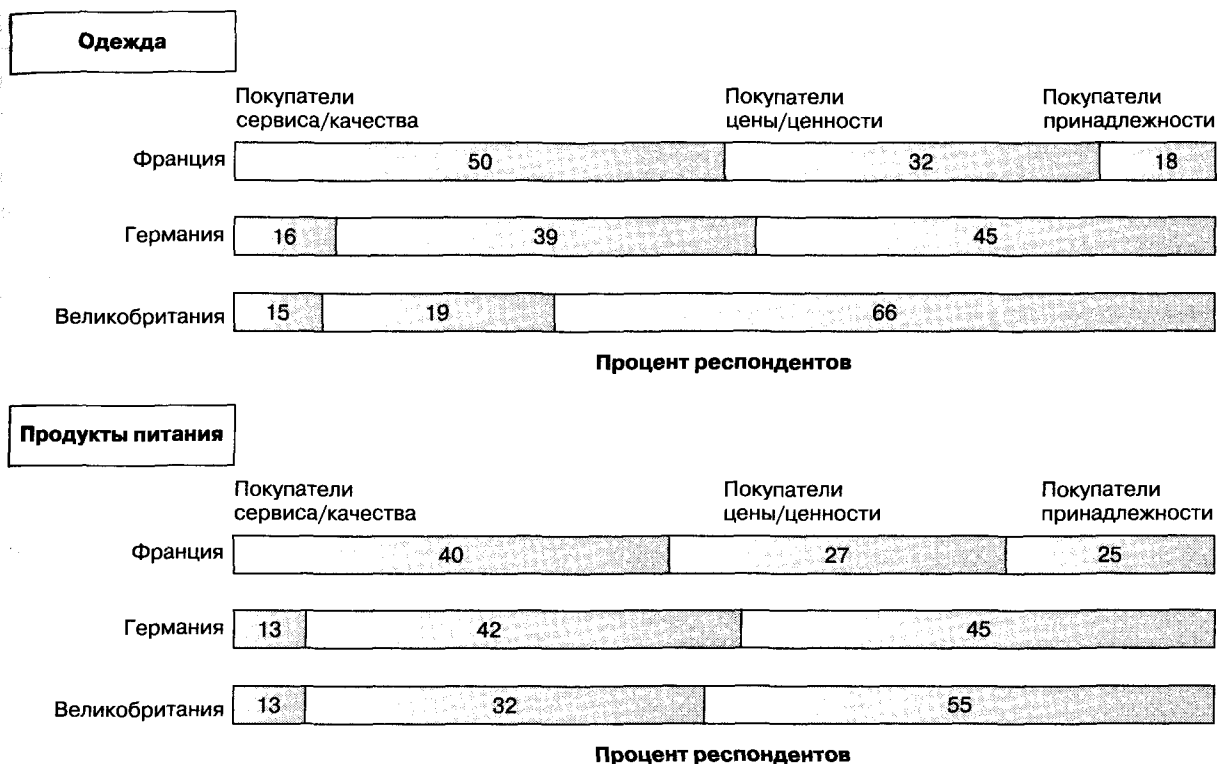 Одежда
Покупатели сервиса/качества
Покупатели цены/ценности
Покупатели принадлежности
Франция 50 32 18
Германия 16 39 45
Великобритания 15 19 66
Процент респондентов
Продукты питания
Покупатели сервиса/качества
Покупатели цены/ценности
Покупатели принадлежности
Франция 40 27 25
Германия 13 42 45
Великобритания 13 32 55
Процент респондентов